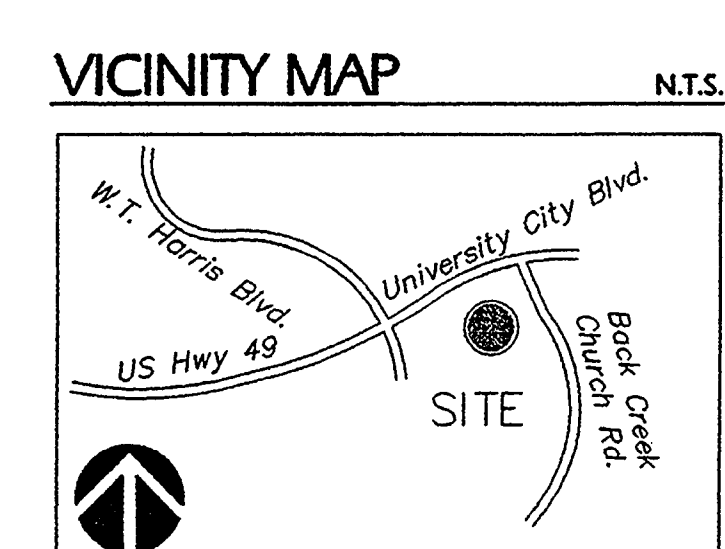 VICINITY MAP
N.T.S.
W.T. Harris Blvd.
University City Blvd.
US Hwy 49
SITE
Back Creek
Church Rd.